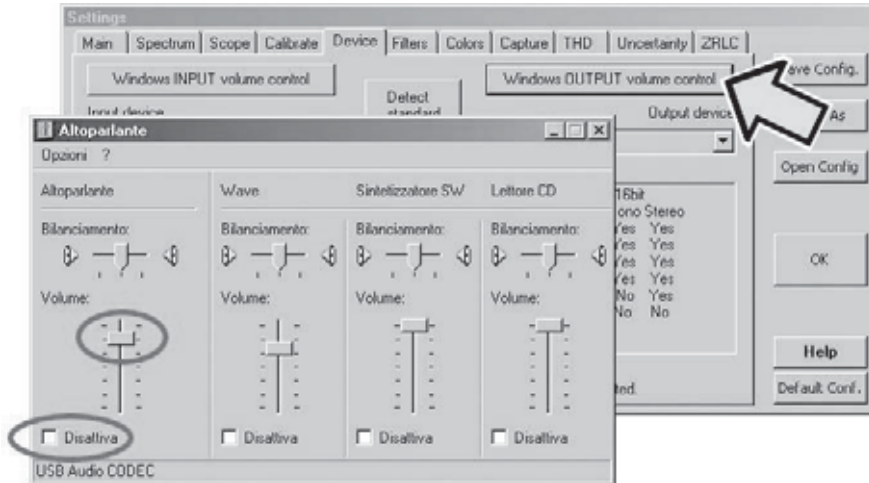 Settings
Main Spectrum Scope Calibrate Device Filters Colors Capture THD Uncertainty ZRLC
Windows INPUT volume control
Windows OUTPUT volume control
ave Config.
Input device
Detect
standard
Output device
As
Open Config
16bit
ono Stereo
Yes Yes
Yes Yes
Yes Yes
Yes Yes
No Yes
No No
OK
Help
ted.
Default Conf.
Altoparlante
Opzioni ?
Altoparlante Wave Sintetizzatore SW Lettore CD
Bilanciamento: Bilanciamento: Bilanciamento: Bilanciamento:
Volume: Volume: Volume: Volume:
Disattiva Disattiva Disattiva Disattiva
USB Audio CODEC